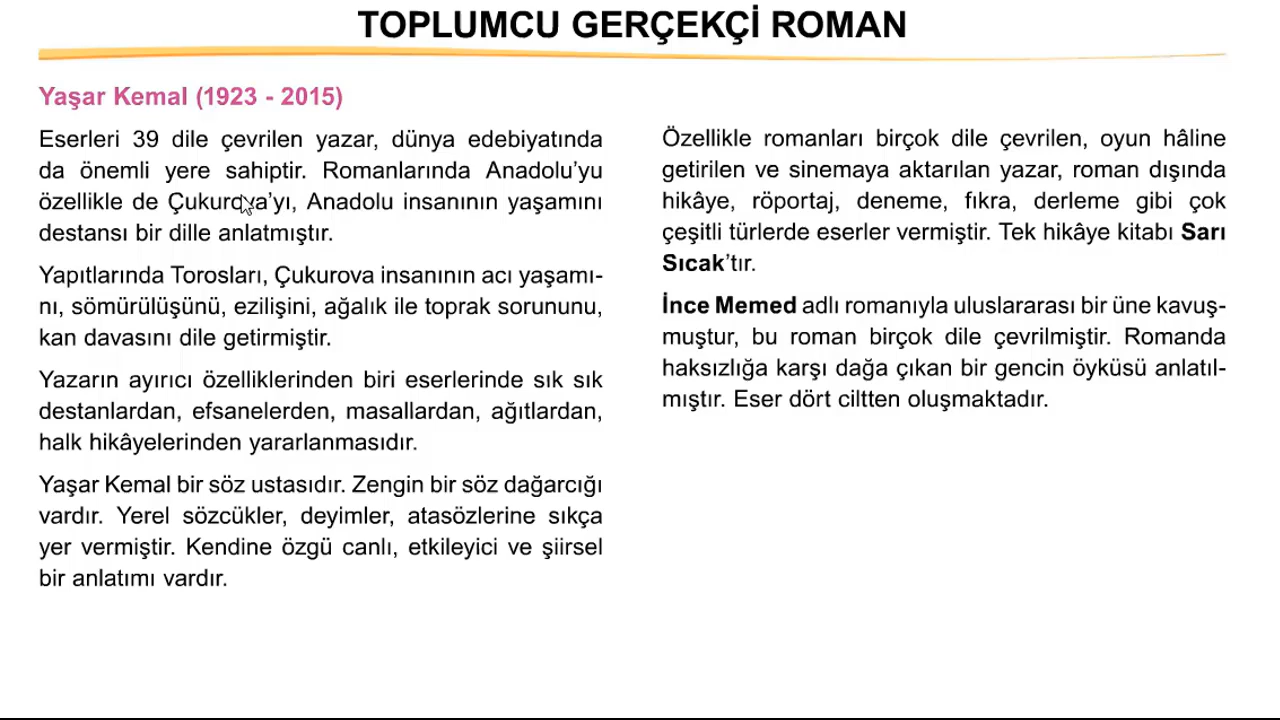 TOPLUMCU GERÇEKÇİ ROMAN
Yaşar Kemal (1923 - 2015)
Eserleri 39 dile çevrilen yazar, dünya edebiyatında
da önemli yere sahiptir. Romanlarında Anadolu’yu
özellikle de Çukurova’yı, Anadolu insanının yaşamını
destansı bir dille anlatmıştır.
Yapıtlarında Torosları, Çukurova insanının acı yaşamı-
nı, sömürülüşünü, ezilişini, ağalık ile toprak sorununu,
kan davasını dile getirmiştir.
Yazarın ayırıcı özelliklerinden biri eserlerinde sık sık
destanlardan, efsanelerden, masallardan, ağıtlardan,
halk hikâyelerinden yararlanmasıdır.
Yaşar Kemal bir söz ustasıdır. Zengin bir söz dağarcığı
vardır. Yerel sözcükler, deyimler, atasözlerine sıkça
yer vermiştir. Kendine özgü canlı, etkileyici ve şiirsel
bir anlatımı vardır.
Özellikle romanları birçok dile çevrilen, oyun hâline
getirilen ve sinemaya aktarılan yazar, roman dışında
hikâye, röportaj, deneme, fıkra, derleme gibi çok
çeşitli türlerde eserler vermiştir. Tek hikâye kitabı Sarı
Sıcak’tır.
İnce Memed adlı romanıyla uluslararası bir üne kavuş-
muştur, bu roman birçok dile çevrilmiştir. Romanda
haksızlığa karşı dağa çıkan bir gencin öyküsü anlatıl-
mıştır. Eser dört ciltten oluşmaktadır.